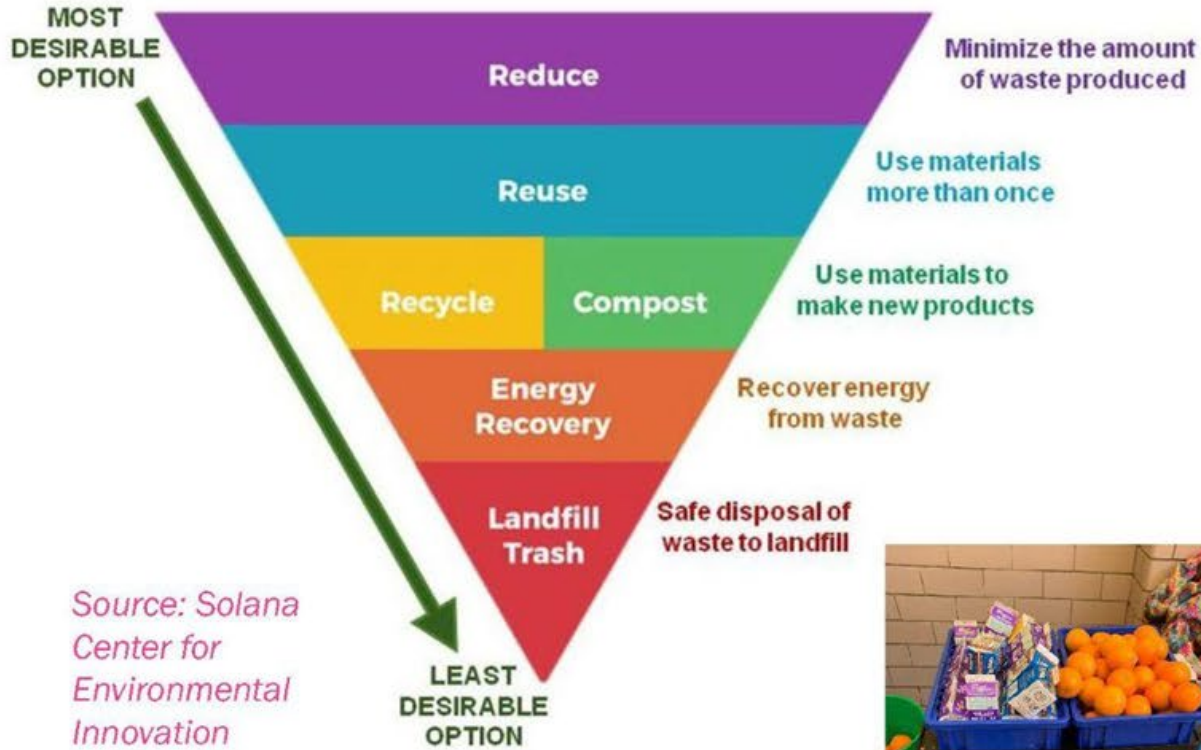 MOST
DESIRABLE
OPTION
Reduce
Minimize the amount
of waste produced
Reuse
Use materials
more than once
Recycle
Compost
Use materials to
make new products
Energy
Recovery
Recover energy
from waste
Landfill
Trash
Safe disposal of
waste to landfill
Source: Solana
Center for
Environmental
Innovation
LEAST
DESIRABLE
OPTION